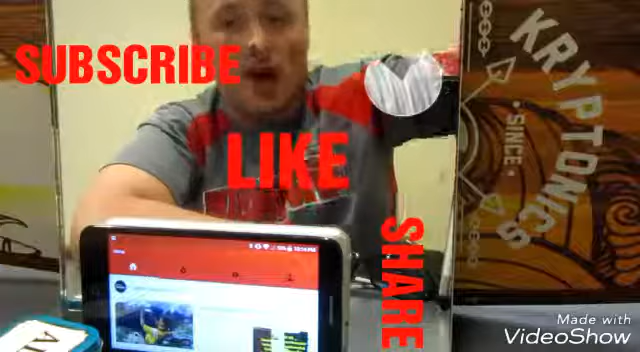 SUBSCRIBE
LIKE
SHARE
KRYPTONICS
• SINCE •
Made with
VideoShow